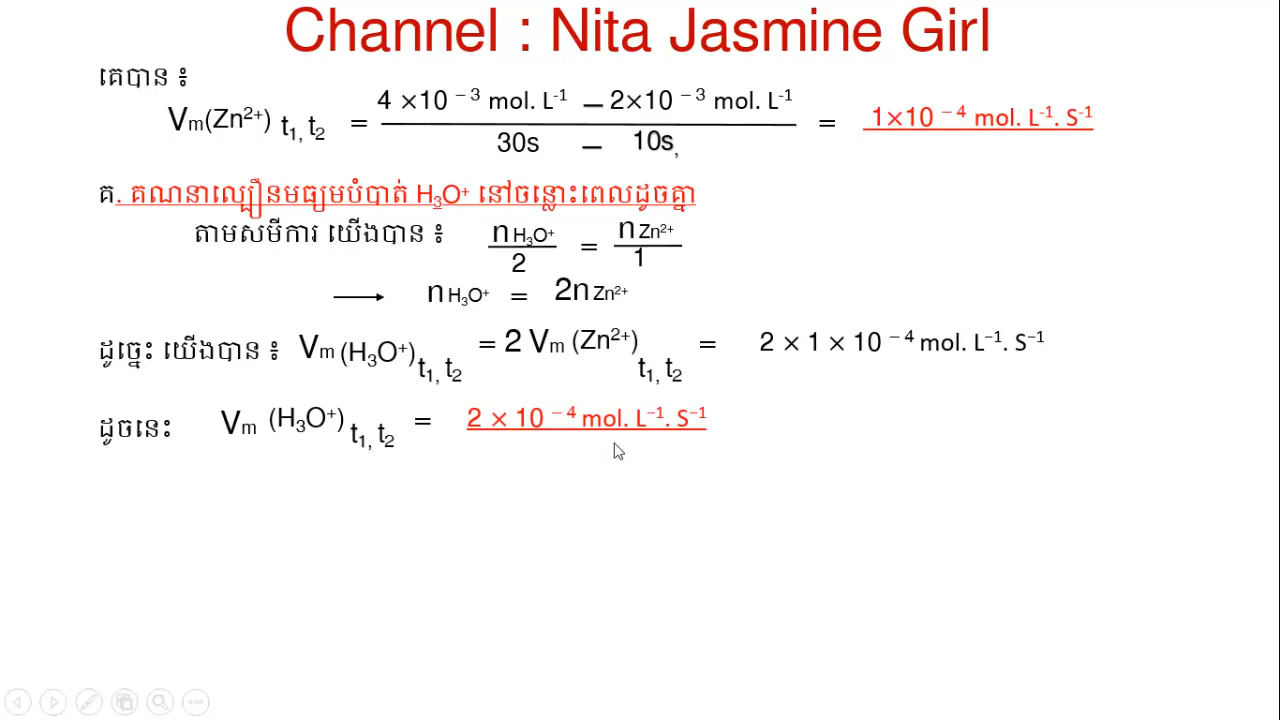 Channel : Nita Jasmine Girl
គេបាន ៖
Vm(Zn²⁺) t₁, t₂ = (4 ×10 ⁻³ mol. L⁻¹ – 2×10 ⁻³ mol. L⁻¹) / (30s – 10s,) = 1×10 ⁻⁴ mol. L⁻¹. S⁻¹
គ. គណនាល្បឿនមធ្យមបំបាត់ H₃O⁺ នៅចន្លោះពេលដូចគ្នា
តាមសមីការ យើងបាន ៖ n H₃O⁺ / 2 = n Zn²⁺ / 1
→ n H₃O⁺ = 2n Zn²⁺
ដូច្នេះ យើងបាន ៖ Vm (H₃O⁺) t₁, t₂ = 2 Vm (Zn²⁺) t₁, t₂ = 2 × 1 × 10 ⁻⁴ mol. L⁻¹. S⁻¹
ដូចនេះ Vm (H₃O⁺) t₁, t₂ = 2 × 10 ⁻⁴ mol. L⁻¹. S⁻¹